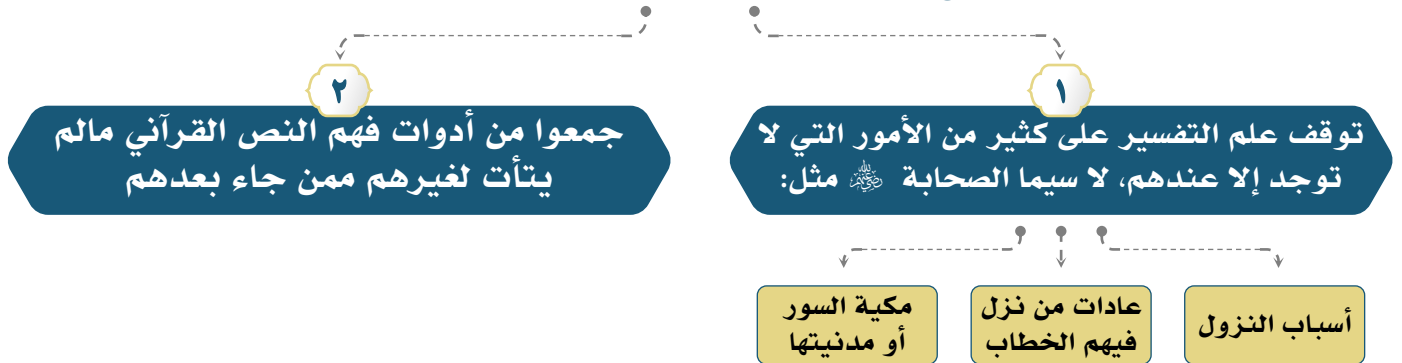 ١
توقف علم التفسير على كثير من الأمور التي لا
توجد إلا عندهم، لا سيما الصحابة ﷺ مثل:
أسباب النزول
عادات من نزل
فيهم الخطاب
مكية السور
أو مدنيتها
٢
جمعوا من أدوات فهم النص القرآني مالم
يتأت لغيرهم ممن جاء بعدهم